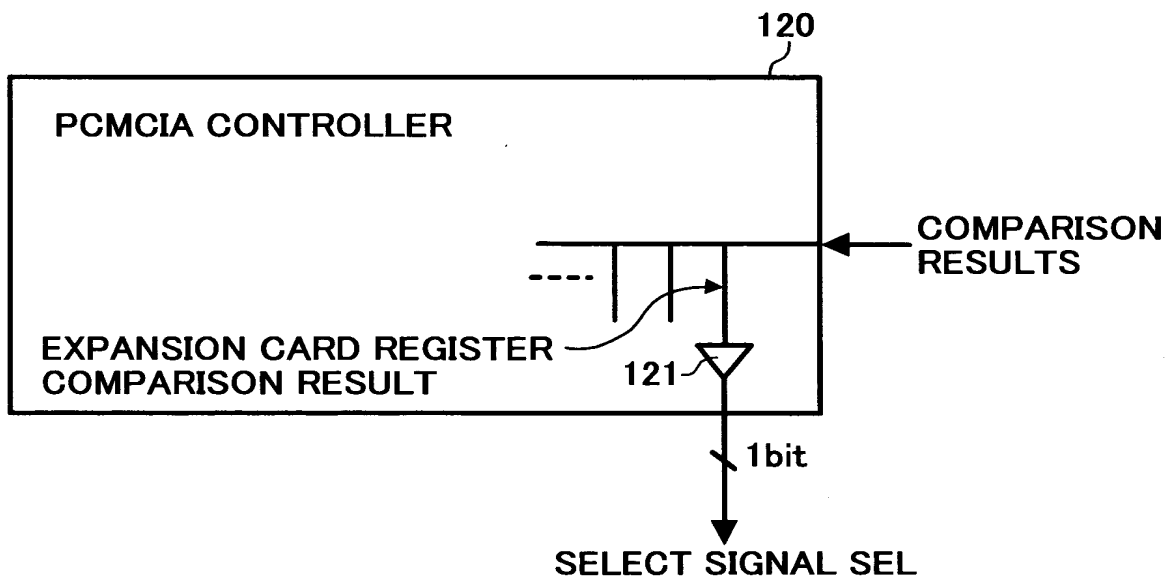 120
PCMCIA CONTROLLER
COMPARISON
RESULTS
EXPANSION CARD REGISTER
COMPARISON RESULT
121
1bit
SELECT SIGNAL SEL